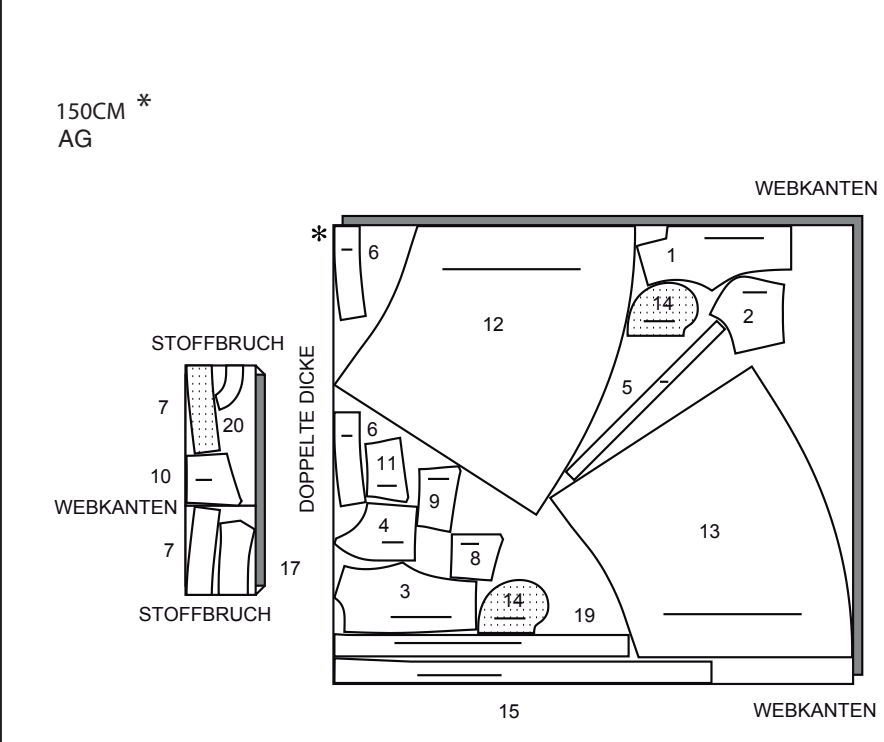 150CM *
AG
WEBKANTEN
*
6
1
14
2
12
STOFFBRUCH
DOPPELTE DICKE
5
7
20
6
11
10
9
WEBKANTEN
4
13
7
8
17
3
14
19
STOFFBRUCH
15
WEBKANTEN